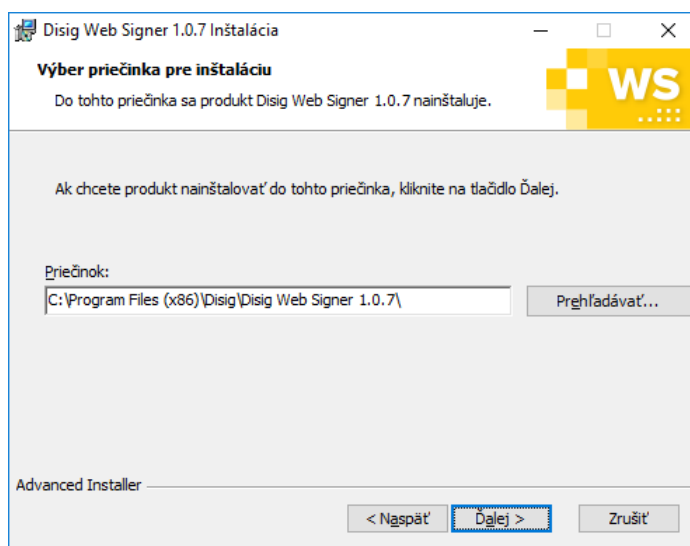 Disig Web Signer 1.0.7 Inštalácia
Výber priečinka pre inštaláciu
Do tohto priečinka sa produkt Disig Web Signer 1.0.7 nainštaluje.
WS
Ak chcete produkt nainštalovať do tohto priečinka, kliknite na tlačidlo Ďalej.
Priečinok:
C:\Program Files (x86)\Disig\Disig Web Signer 1.0.7\
Prehľadávať...
Advanced Installer
< Naspäť
Ďalej >
Zrušiť